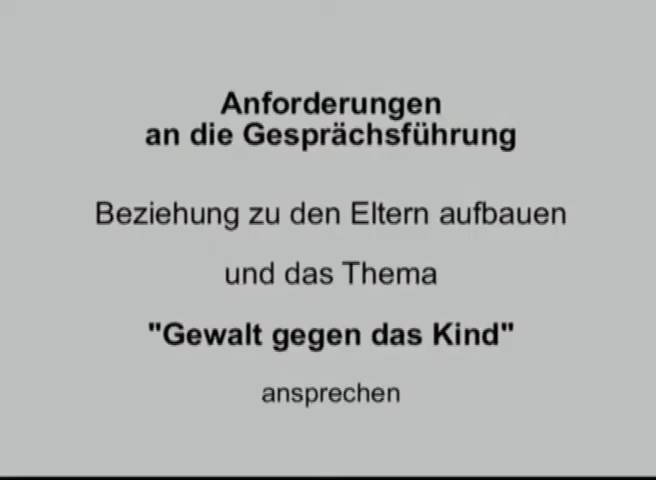 Anforderungen
an die Gesprächsführung
Beziehung zu den Eltern aufbauen
und das Thema
"Gewalt gegen das Kind"
ansprechen